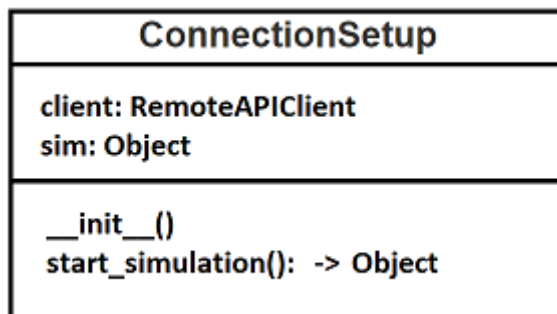 ConnectionSetup
client: RemoteAPIClient
sim: Object
__init__()
start_simulation():  -> Object